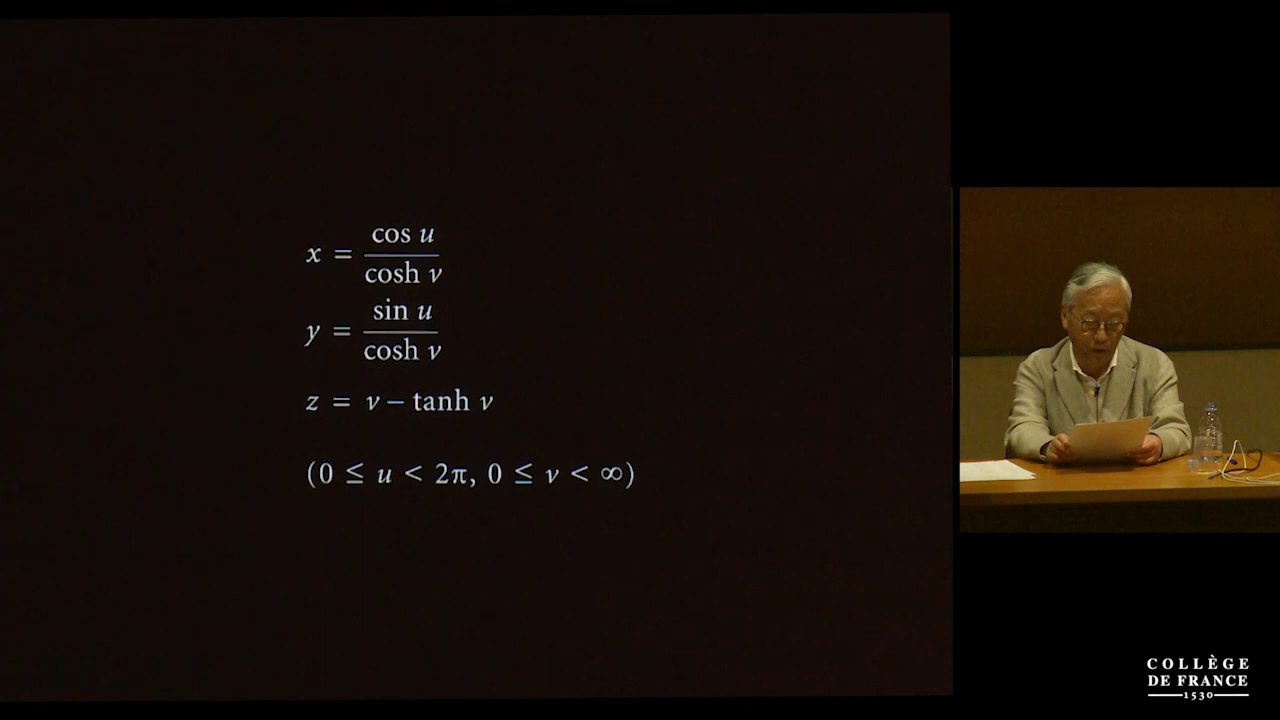 x = cos u / cosh v
y = sin u / cosh v
z = v − tanh v
(0 ≤ u < 2π, 0 ≤ v < ∞)
COLLÈGE
DE FRANCE
1530